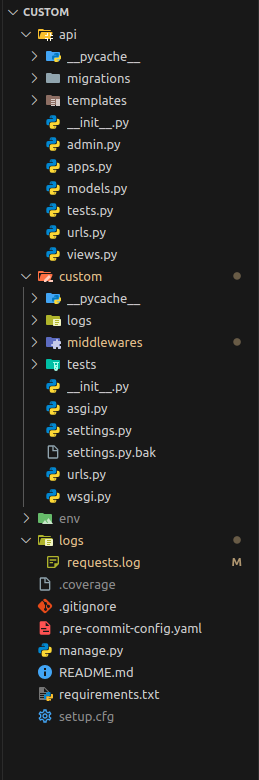 CUSTOM
api
__pycache__
migrations
templates
__init__.py
admin.py
apps.py
models.py
tests.py
urls.py
views.py
custom
__pycache__
logs
middlewares
tests
__init__.py
asgi.py
settings.py
settings.py.bak
urls.py
wsgi.py
env
logs
requests.log M
.coverage
.gitignore
.pre-commit-config.yaml
manage.py
README.md
requirements.txt
setup.cfg